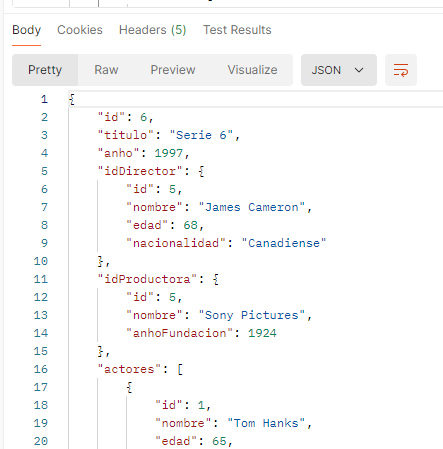 Body Cookies Headers (5) Test Results
Pretty Raw Preview Visualize JSON
1 {
2 "id": 6,
3 "titulo": "Serie 6",
4 "anho": 1997,
5 "idDirector": {
6 "id": 5,
7 "nombre": "James Cameron",
8 "edad": 68,
9 "nacionalidad": "Canadiense"
10 },
11 "idProductora": {
12 "id": 5,
13 "nombre": "Sony Pictures",
14 "anhoFundacion": 1924
15 },
16 "actores": [
17 {
18 "id": 1,
19 "nombre": "Tom Hanks",
20 "edad": 65,